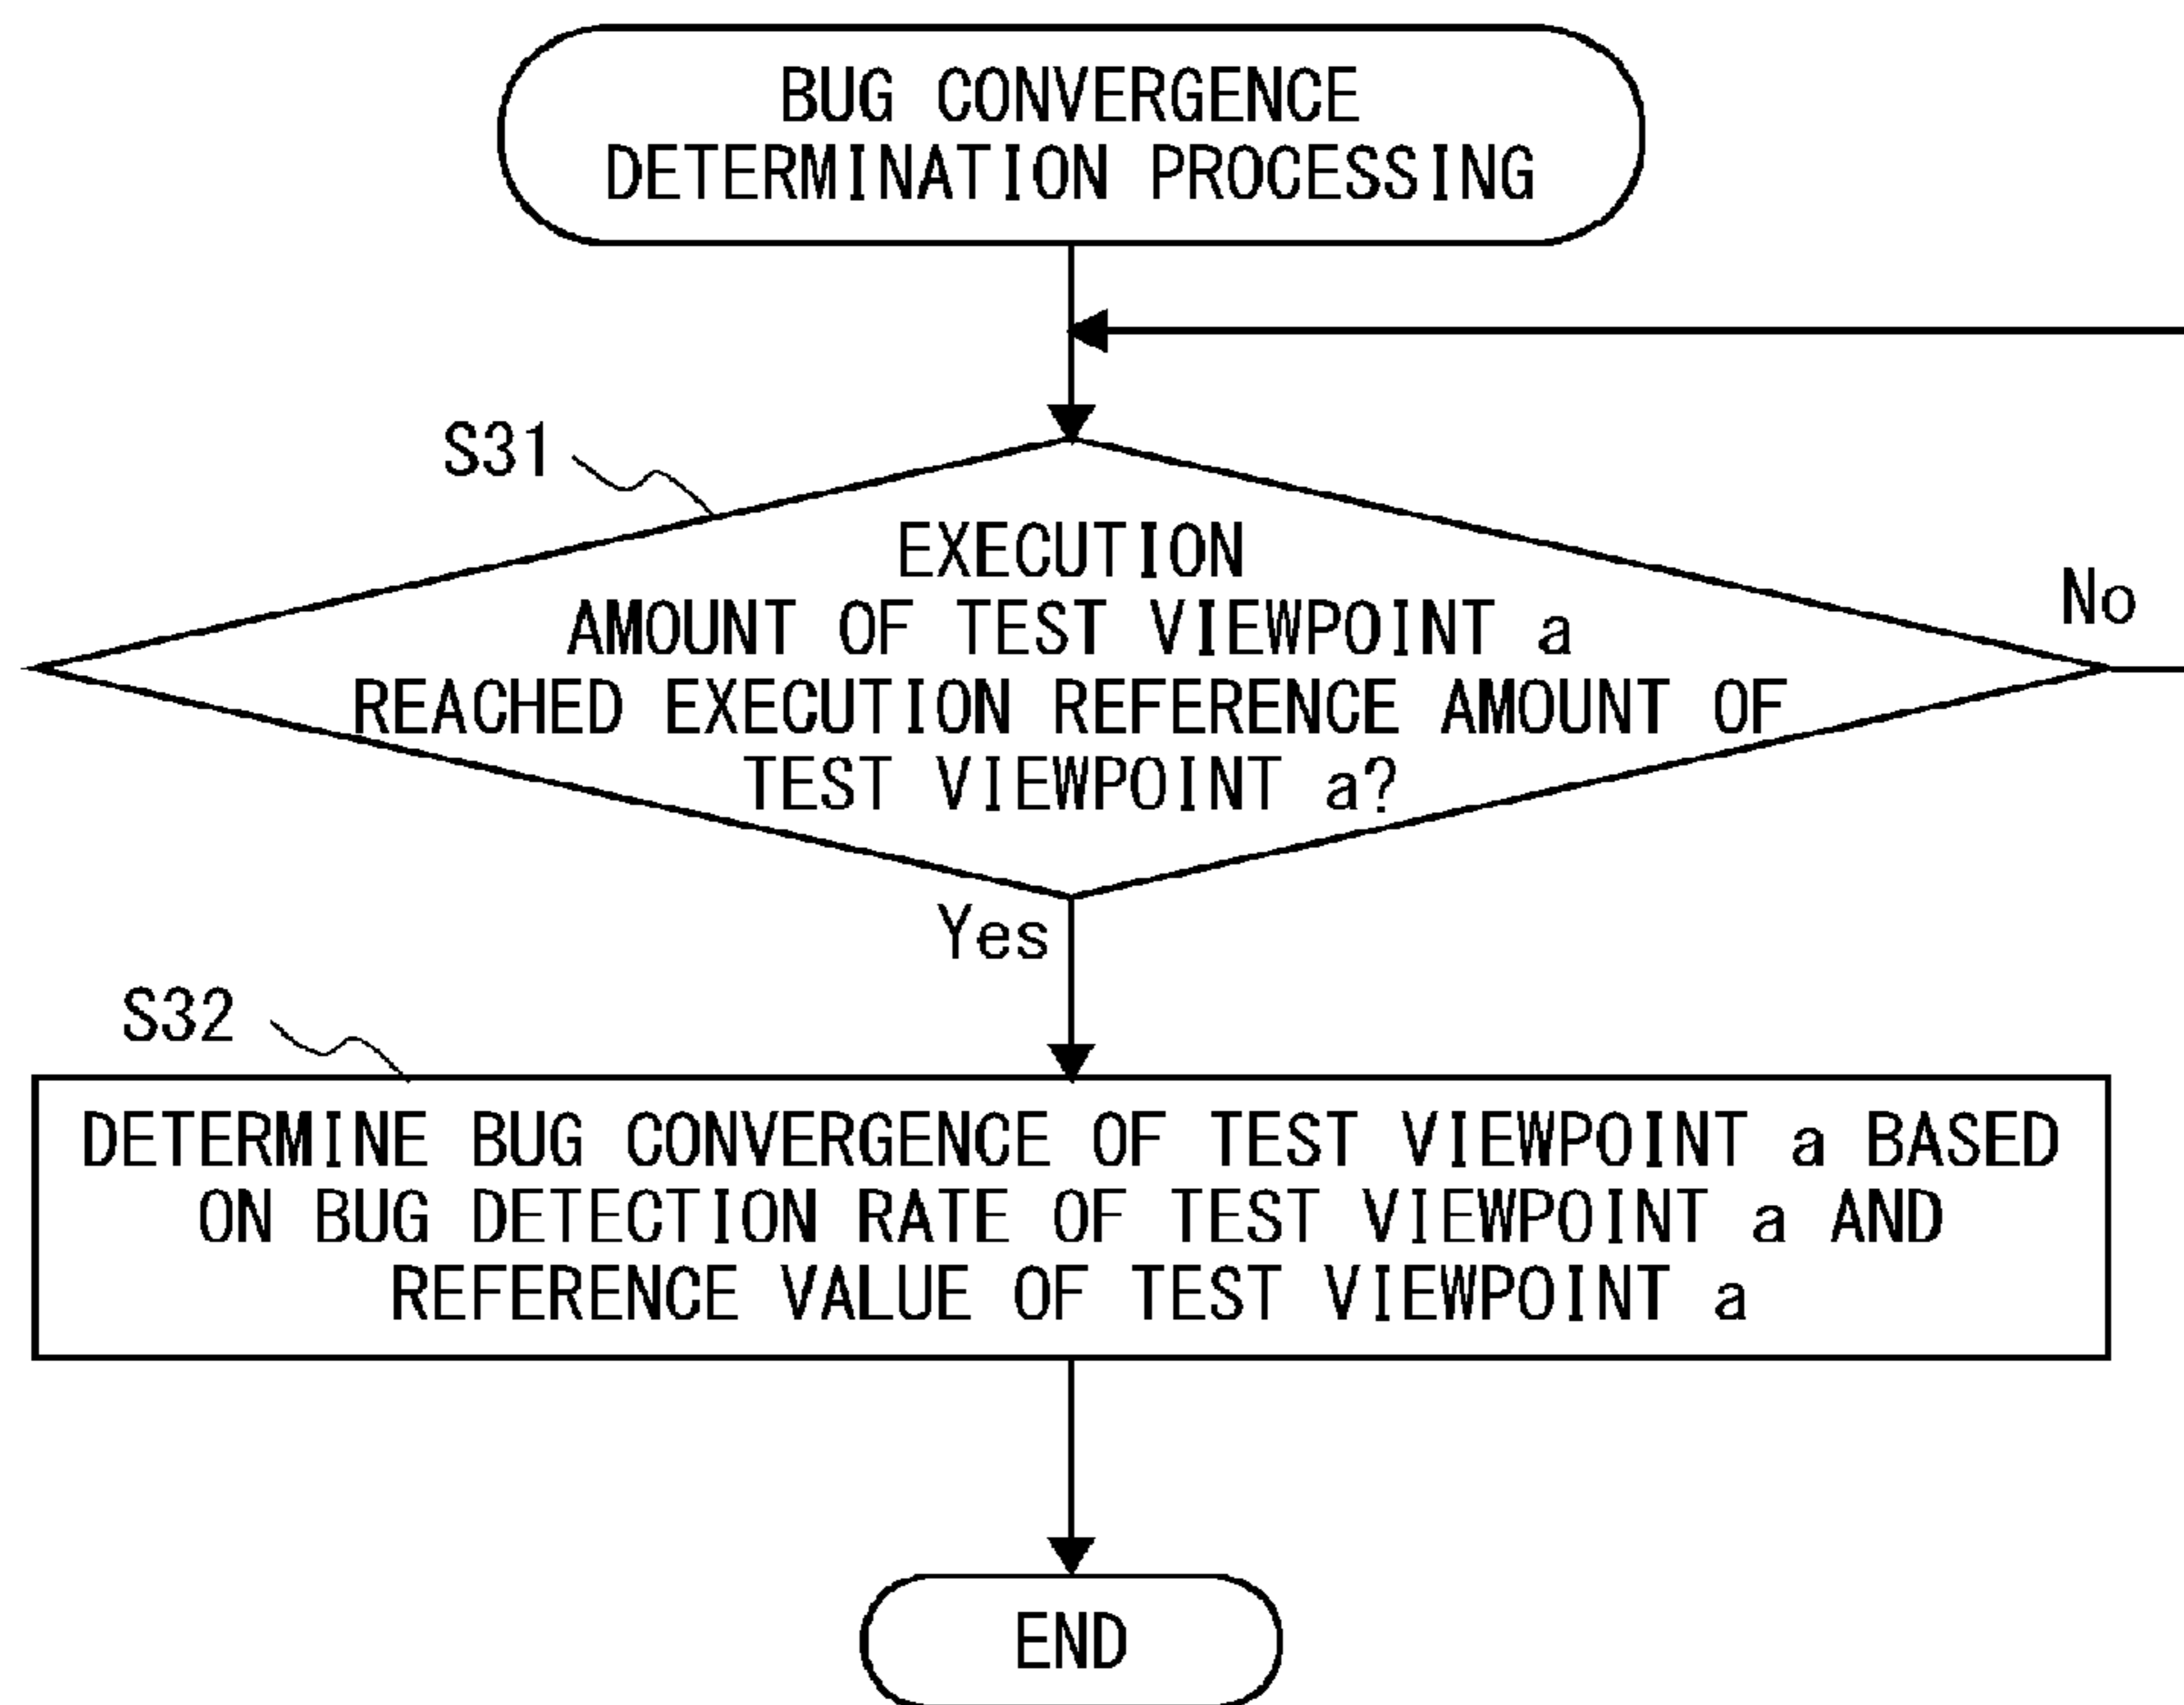 BUG CONVERGENCE
DETERMINATION PROCESSING
S31
EXECUTION
AMOUNT OF TEST VIEWPOINT a
REACHED EXECUTION REFERENCE AMOUNT OF
TEST VIEWPOINT a?
No
Yes
S32
DETERMINE BUG CONVERGENCE OF TEST VIEWPOINT a BASED
ON BUG DETECTION RATE OF TEST VIEWPOINT a AND
REFERENCE VALUE OF TEST VIEWPOINT a
END